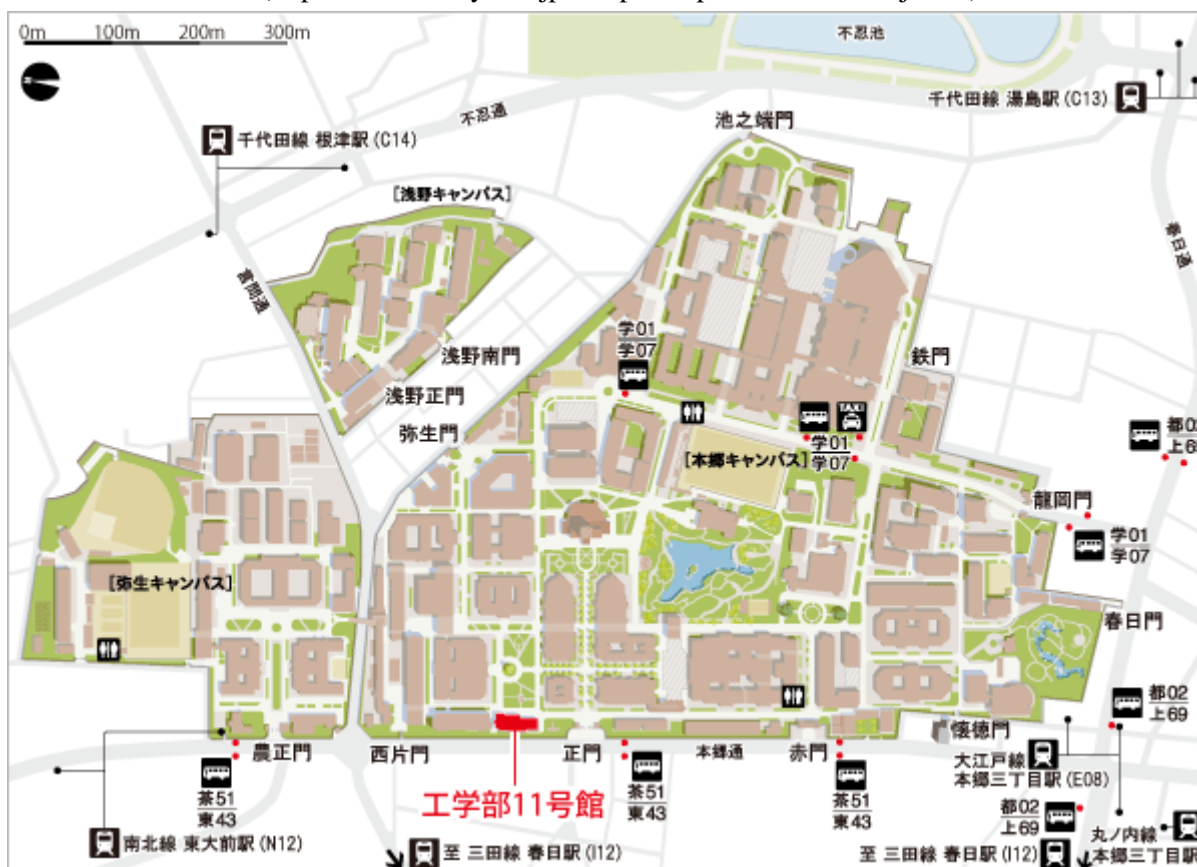 0m 100m 200m 300m
不忍池
千代田線 湯島駅 (C13)
不忍通
池之端門
千代田線 根津駅 (C14)
[浅野キャンパス]
春日通
言問通
学01
学07
浅野南門
鉄門
浅野正門
弥生門
TAXI
[本郷キャンパス]
学01
学07
都02
上69
龍岡門
学01
学07
[弥生キャンパス]
春日門
都02
上69
農正門
西片門
正門
本郷通
赤門
懐徳門
大江戸線
本郷三丁目駅 (E08)
茶51
東43
工学部11号館
茶51
東43
茶51
東43
都02
上69
丸ノ内線
本郷三丁目駅
南北線 東大前駅 (N12)
至 三田線 春日駅 (I12)
至 三田線 春日駅 (I12)